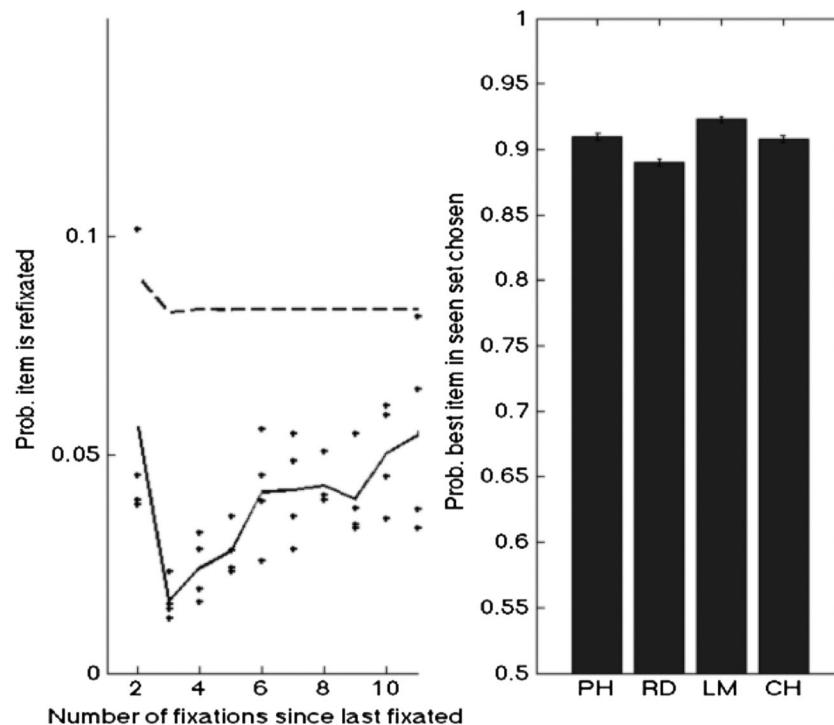 Prob. item is refixated
0.1
0.05
0
2
4
6
8
10
Number of fixations since last fixated
Prob. best item in seen set chosen
1
0.95
0.9
0.85
0.8
0.75
0.7
0.65
0.6
0.55
0.5
PH
RD
LM
CH